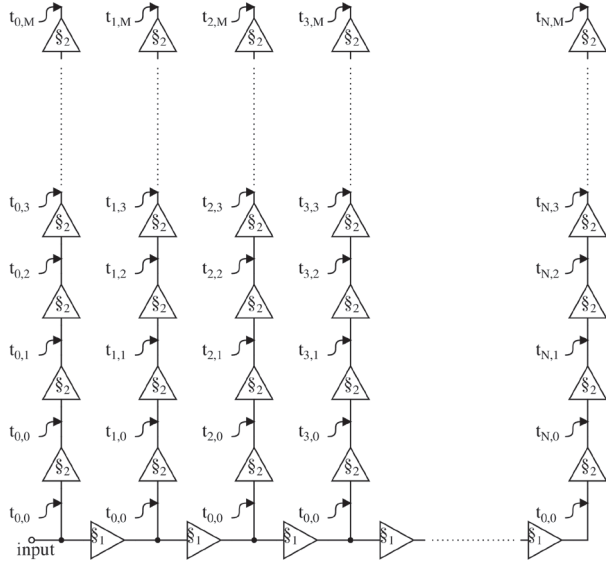 t0,M t1,M t2,M t3,M tN,M
§2 §2 §2 §2 §2
t0,3 t1,3 t2,3 t3,3 tN,3
§2 §2 §2 §2 §2
t0,2 t1,2 t2,2 t3,2 tN,2
§2 §2 §2 §2 §2
t0,1 t1,1 t2,1 t3,1 tN,1
§2 §2 §2 §2 §2
t0,0 t1,0 t2,0 t3,0 tN,0
§2 §2 §2 §2 §2
t0,0 t0,0 t0,0 t0,0 t0,0
§1 §1 §1 §1 §1
input